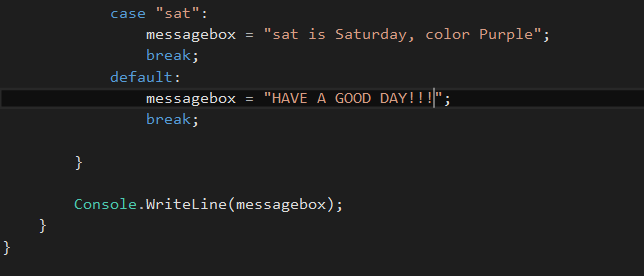 case "sat":
messagebox = "sat is Saturday, color Purple";
break;
default:
messagebox = "HAVE A GOOD DAY!!!";
break;
}
Console.WriteLine(messagebox);
}
}